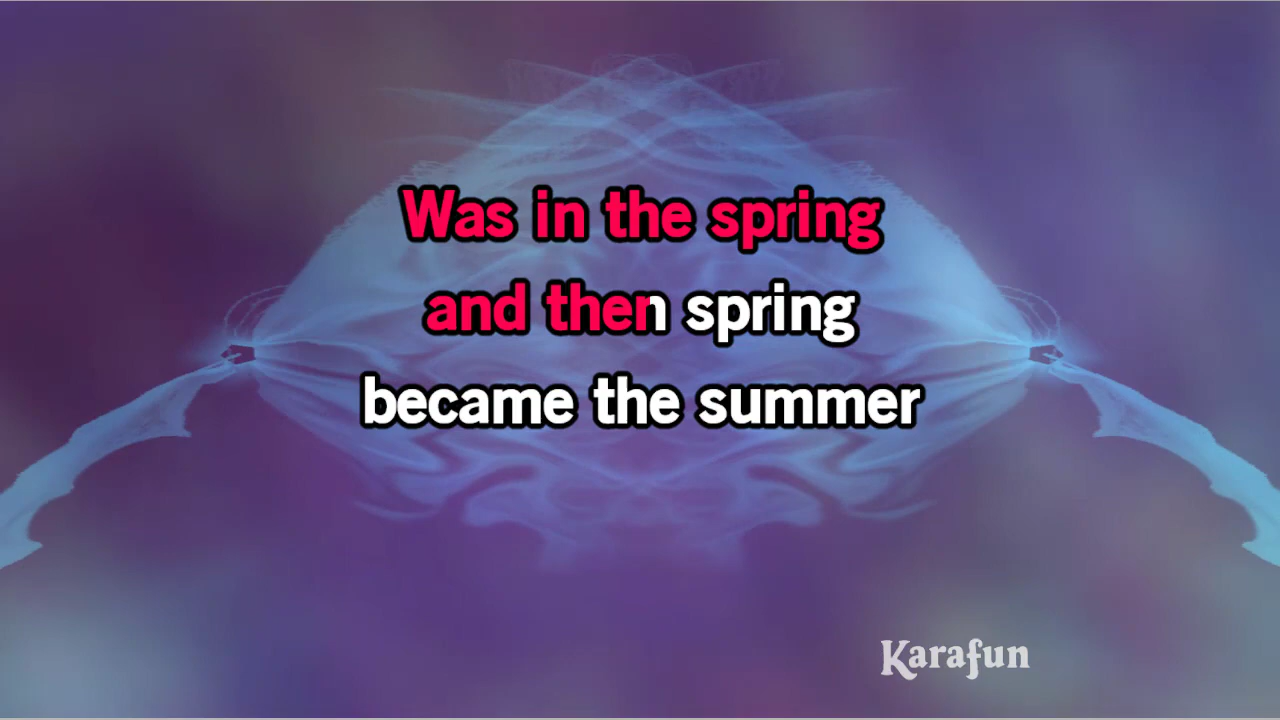 Was in the spring
and then spring
became the summer
Karafun